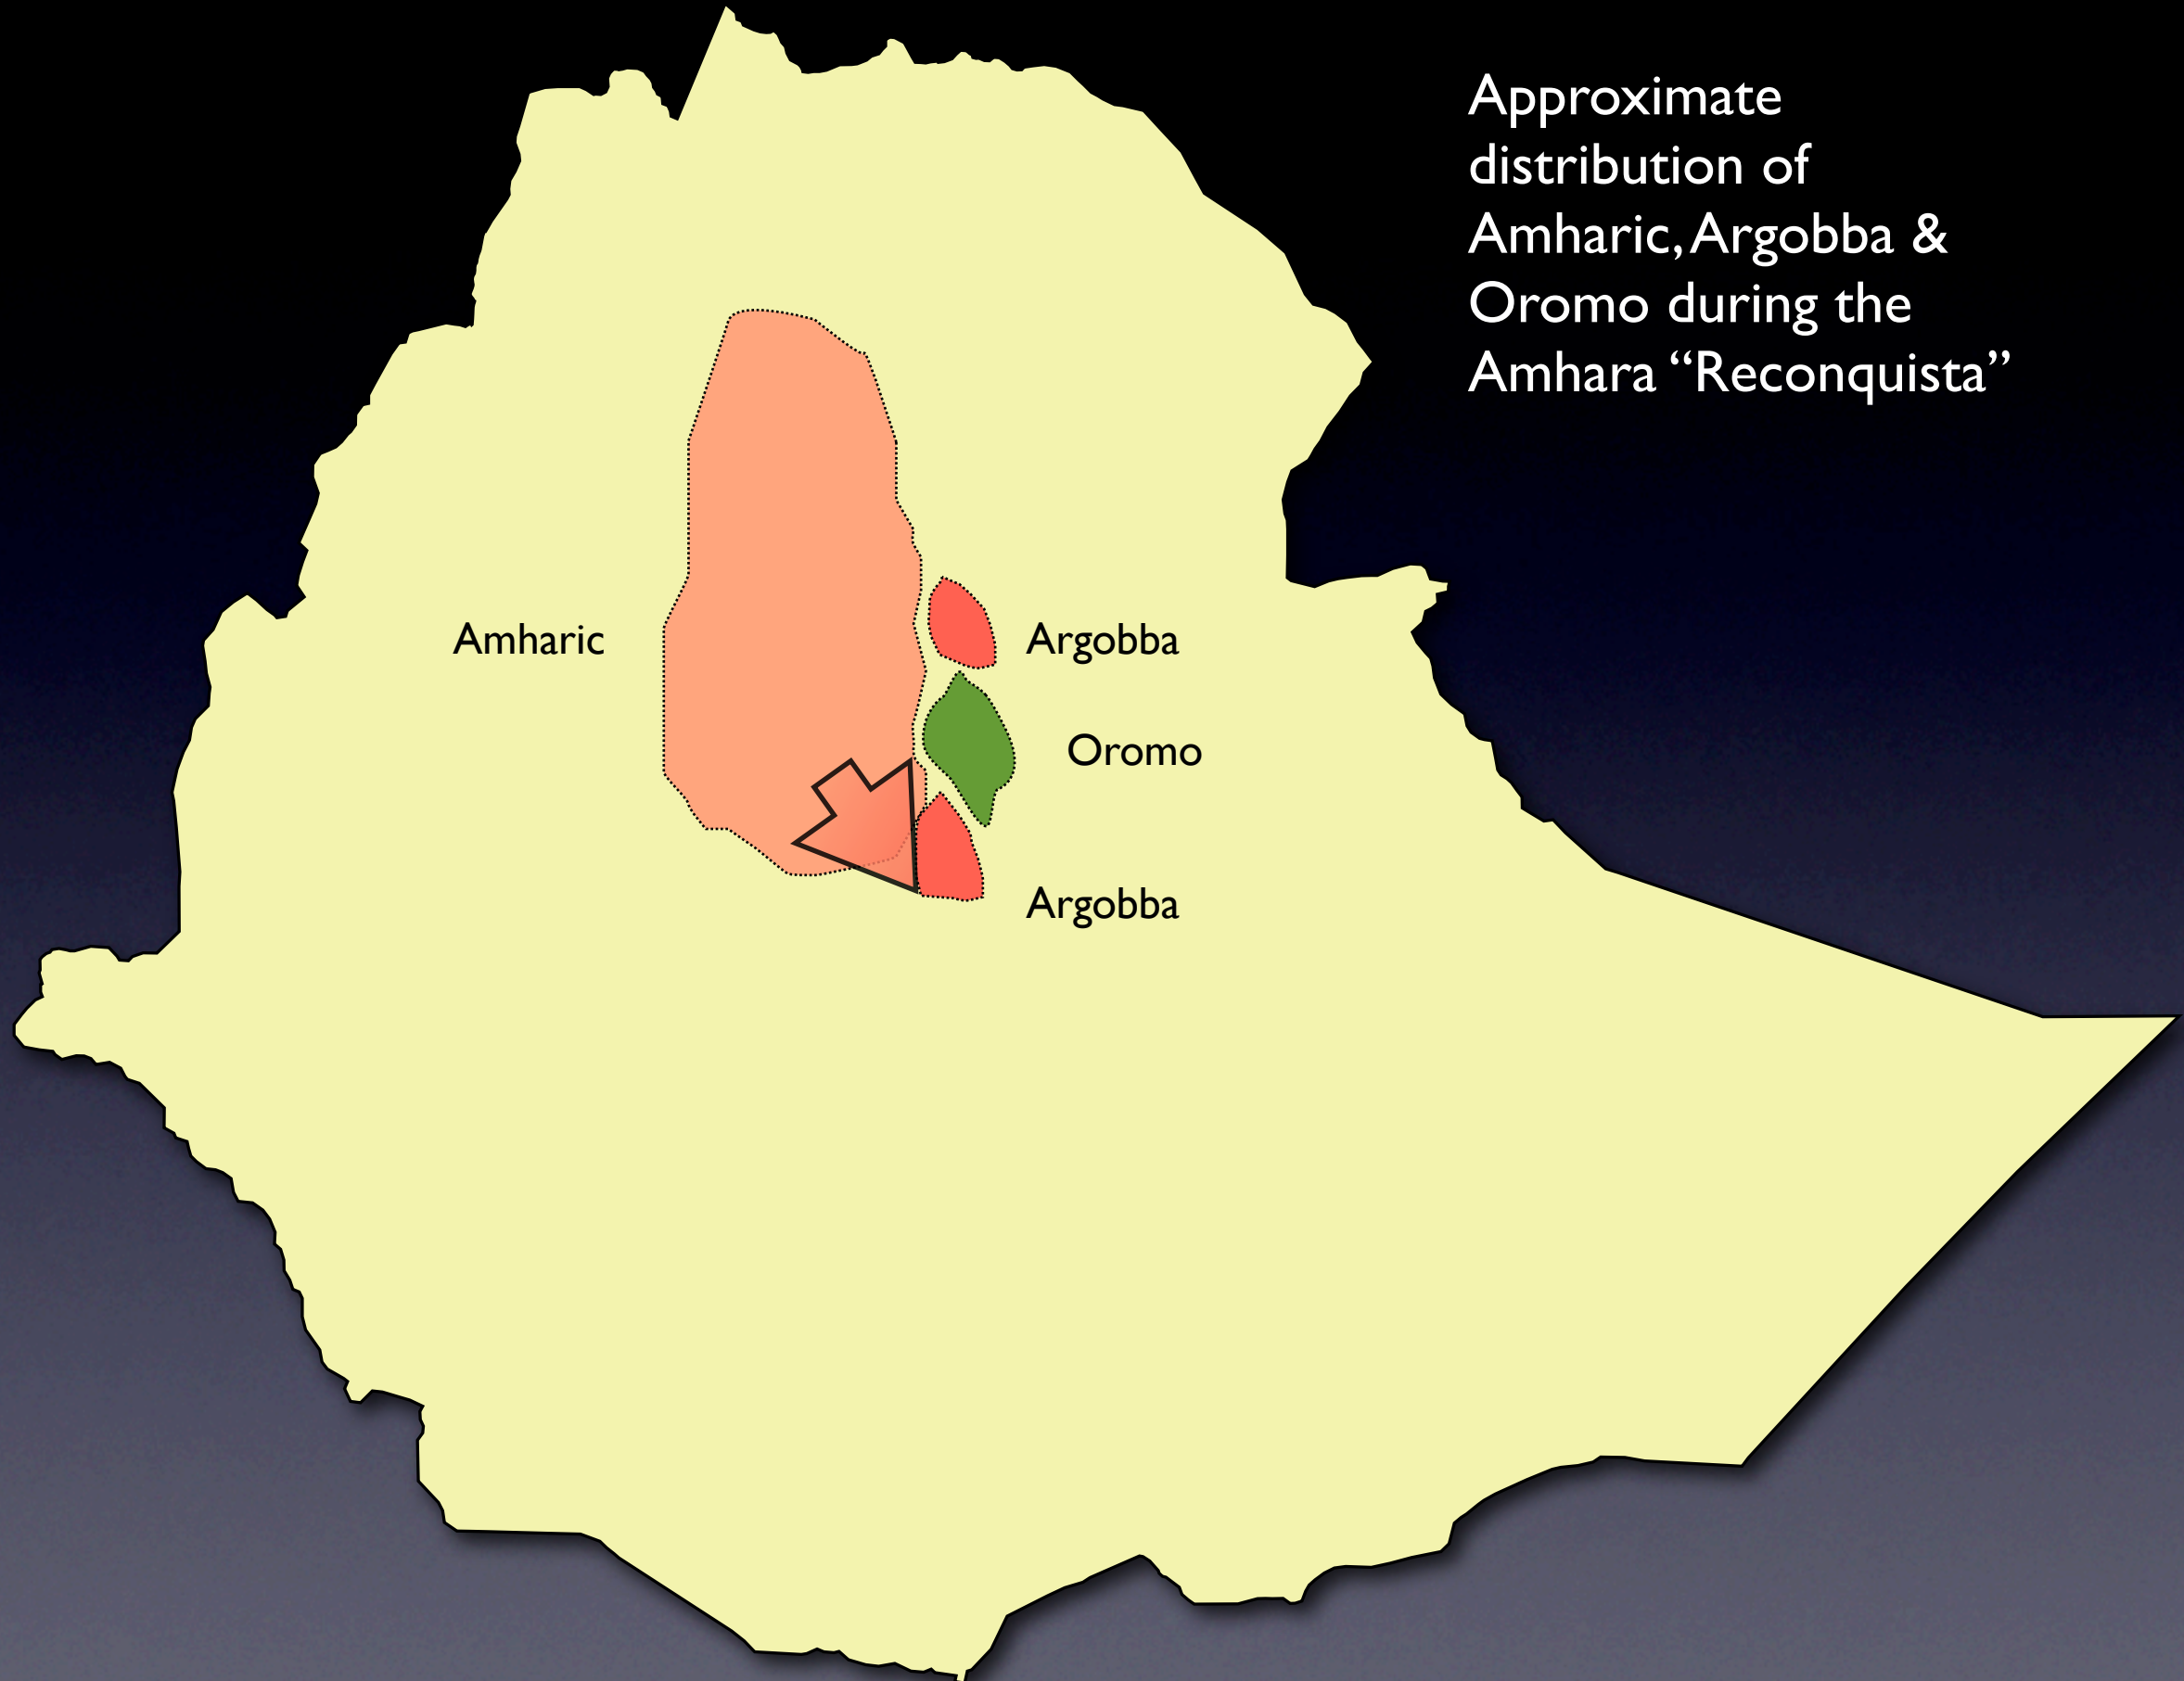 Approximate
distribution of
Amharic, Argobba &
Oromo during the
Amhara “Reconquista”
Amharic
Argobba
Oromo
Argobba